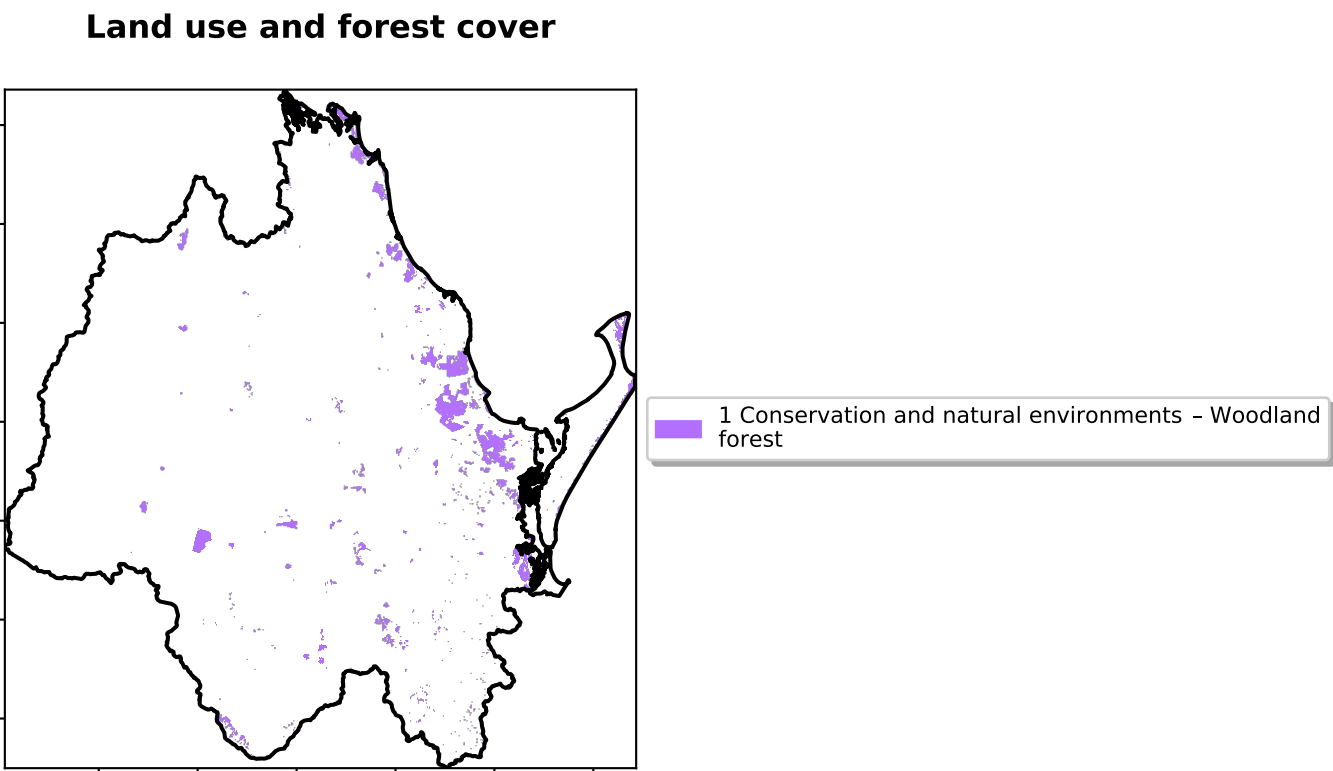 Land use and forest cover
1 Conservation and natural environments – Woodland
forest